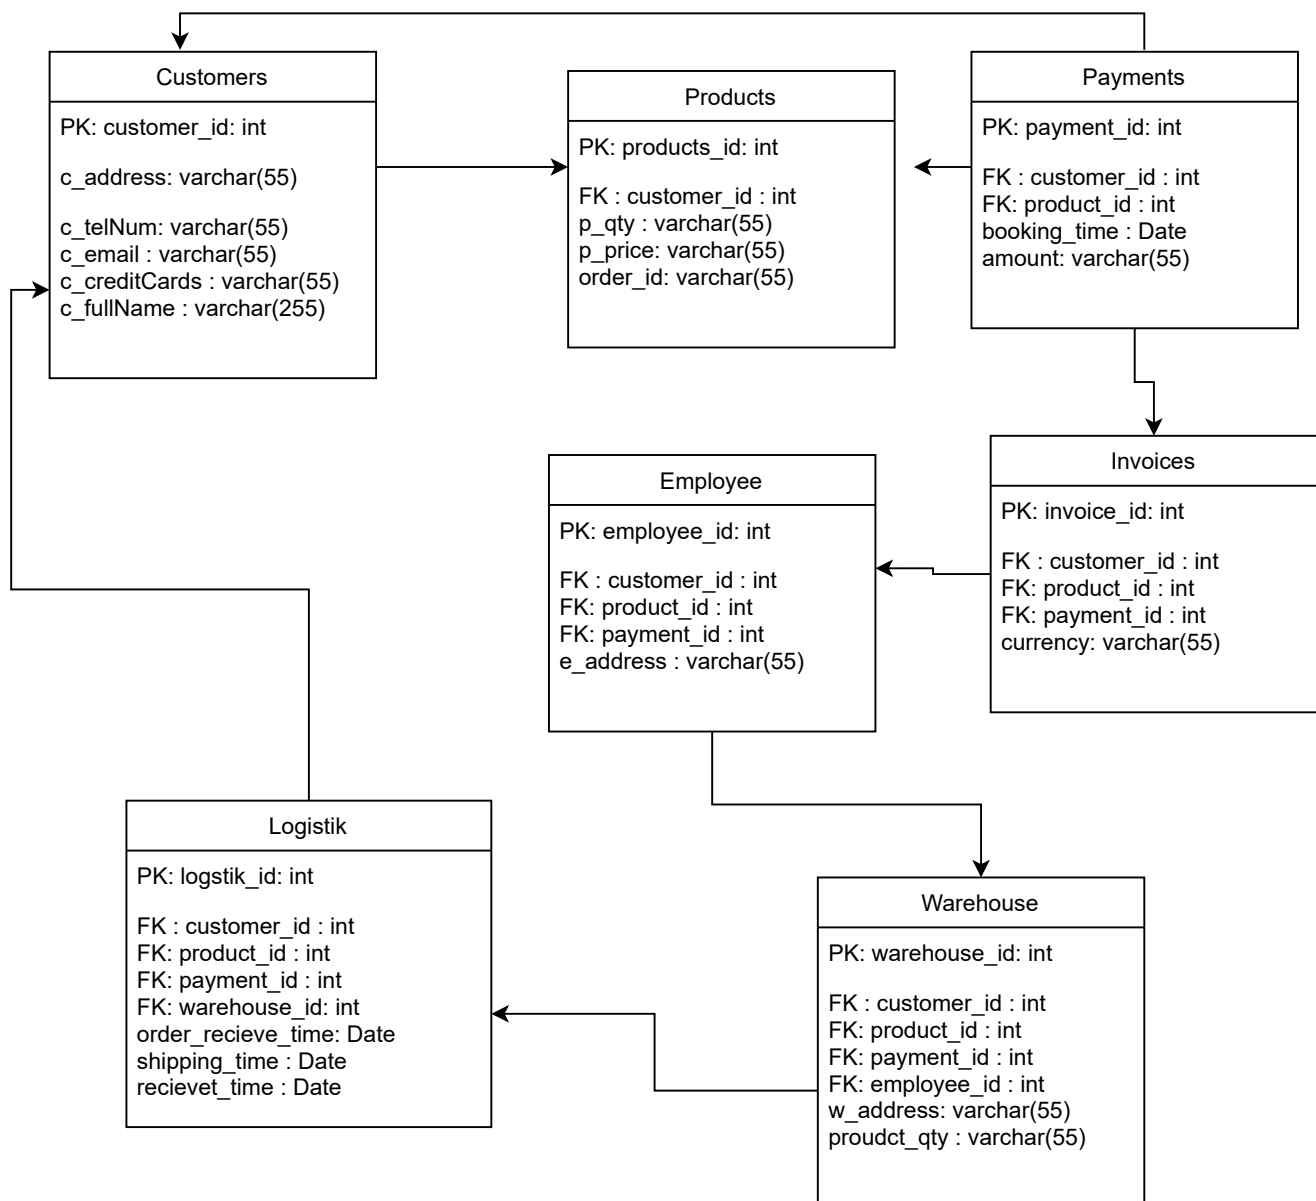 Customers
PK: customer_id: int
c_address: varchar(55)
c_telNum: varchar(55)
c_email : varchar(55)
c_creditCards : varchar(55)
c_fullName : varchar(255)
Products
PK: products_id: int
FK : customer_id : int
p_qty : varchar(55)
p_price: varchar(55)
order_id: varchar(55)
Payments
PK: payment_id: int
FK : customer_id : int
FK: product_id : int
booking_time : Date
amount: varchar(55)
Employee
PK: employee_id: int
FK : customer_id : int
FK: product_id : int
FK: payment_id : int
e_address : varchar(55)
Invoices
PK: invoice_id: int
FK : customer_id : int
FK: product_id : int
FK: payment_id : int
currency: varchar(55)
Logistik
PK: logstik_id: int
FK : customer_id : int
FK: product_id : int
FK: payment_id : int
FK: warehouse_id: int
order_recieve_time: Date
shipping_time : Date
recievet_time : Date
Warehouse
PK: warehouse_id: int
FK : customer_id : int
FK: product_id : int
FK: payment_id : int
FK: employee_id : int
w_address: varchar(55)
proudct_qty : varchar(55)